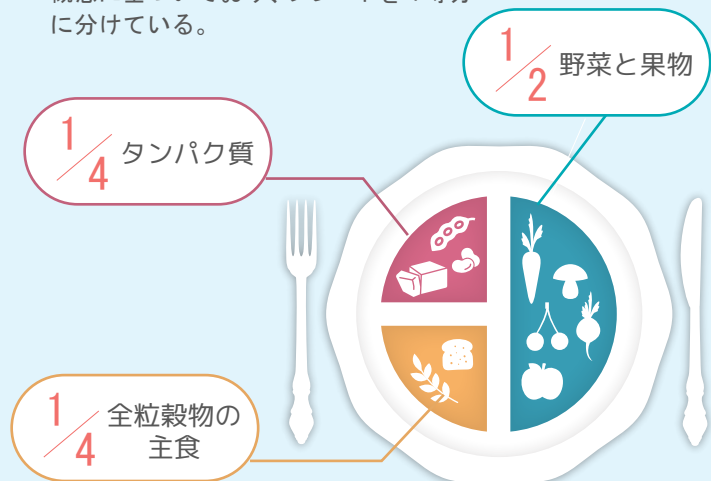 に分けている。
1/2 野菜と果物
1/4 タンパク質
1/4 全粒穀物の
主食